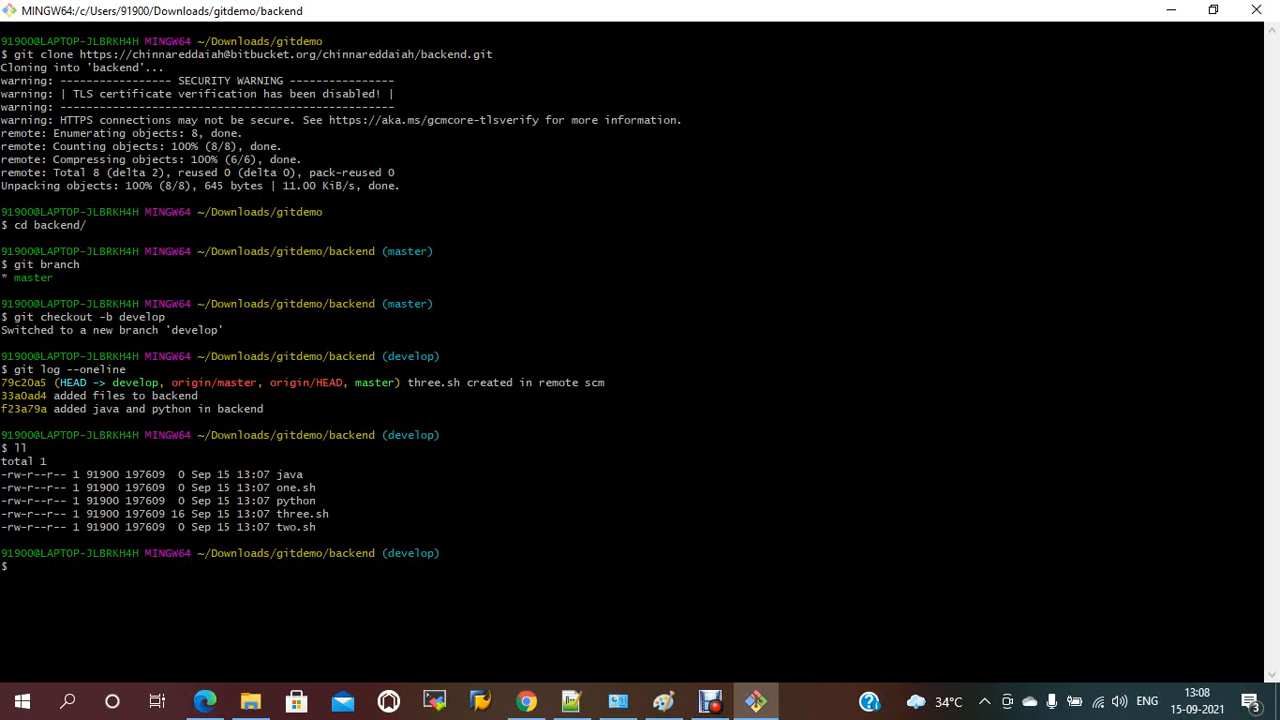 MINGW64:/c/Users/91900/Downloads/gitdemo/backend
91900@LAPTOP-JLBRKH4H MINGW64 ~/Downloads/gitdemo
$ git clone https://chinnareddaiah@bitbucket.org/chinnareddaiah/backend.git
Cloning into 'backend'...
warning: ----------------- SECURITY WARNING ----------------
warning: | TLS certificate verification has been disabled! |
warning: ---------------------------------------------------
warning: HTTPS connections may not be secure. See https://aka.ms/gcmcore-tlsverify for more information.
remote: Enumerating objects: 8, done.
remote: Counting objects: 100% (8/8), done.
remote: Compressing objects: 100% (6/6), done.
remote: Total 8 (delta 2), reused 0 (delta 0), pack-reused 0
Unpacking objects: 100% (8/8), 645 bytes | 11.00 KiB/s, done.
91900@LAPTOP-JLBRKH4H MINGW64 ~/Downloads/gitdemo
$ cd backend/
91900@LAPTOP-JLBRKH4H MINGW64 ~/Downloads/gitdemo/backend (master)
$ git branch
* master
91900@LAPTOP-JLBRKH4H MINGW64 ~/Downloads/gitdemo/backend (master)
$ git checkout -b develop
Switched to a new branch 'develop'
91900@LAPTOP-JLBRKH4H MINGW64 ~/Downloads/gitdemo/backend (develop)
$ git log --oneline
79c20a5 (HEAD -> develop, origin/master, origin/HEAD, master) three.sh created in remote scm
33a0ad4 added files to backend
f23a79a added java and python in backend
91900@LAPTOP-JLBRKH4H MINGW64 ~/Downloads/gitdemo/backend (develop)
$ ll
total 1
-rw-r--r-- 1 91900 197609  0 Sep 15 13:07 java
-rw-r--r-- 1 91900 197609  0 Sep 15 13:07 one.sh
-rw-r--r-- 1 91900 197609  0 Sep 15 13:07 python
-rw-r--r-- 1 91900 197609 16 Sep 15 13:07 three.sh
-rw-r--r-- 1 91900 197609  0 Sep 15 13:07 two.sh
91900@LAPTOP-JLBRKH4H MINGW64 ~/Downloads/gitdemo/backend (develop)
$
34°C
ENG
13:08
15-09-2021
3